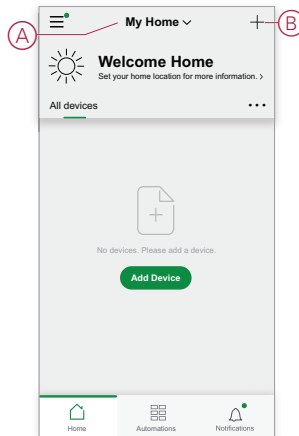 A
My Home
B
Welcome Home
Set your home location for more information. >
All devices
No devices. Please add a device.
Add Device
Home
Automations
Notifications